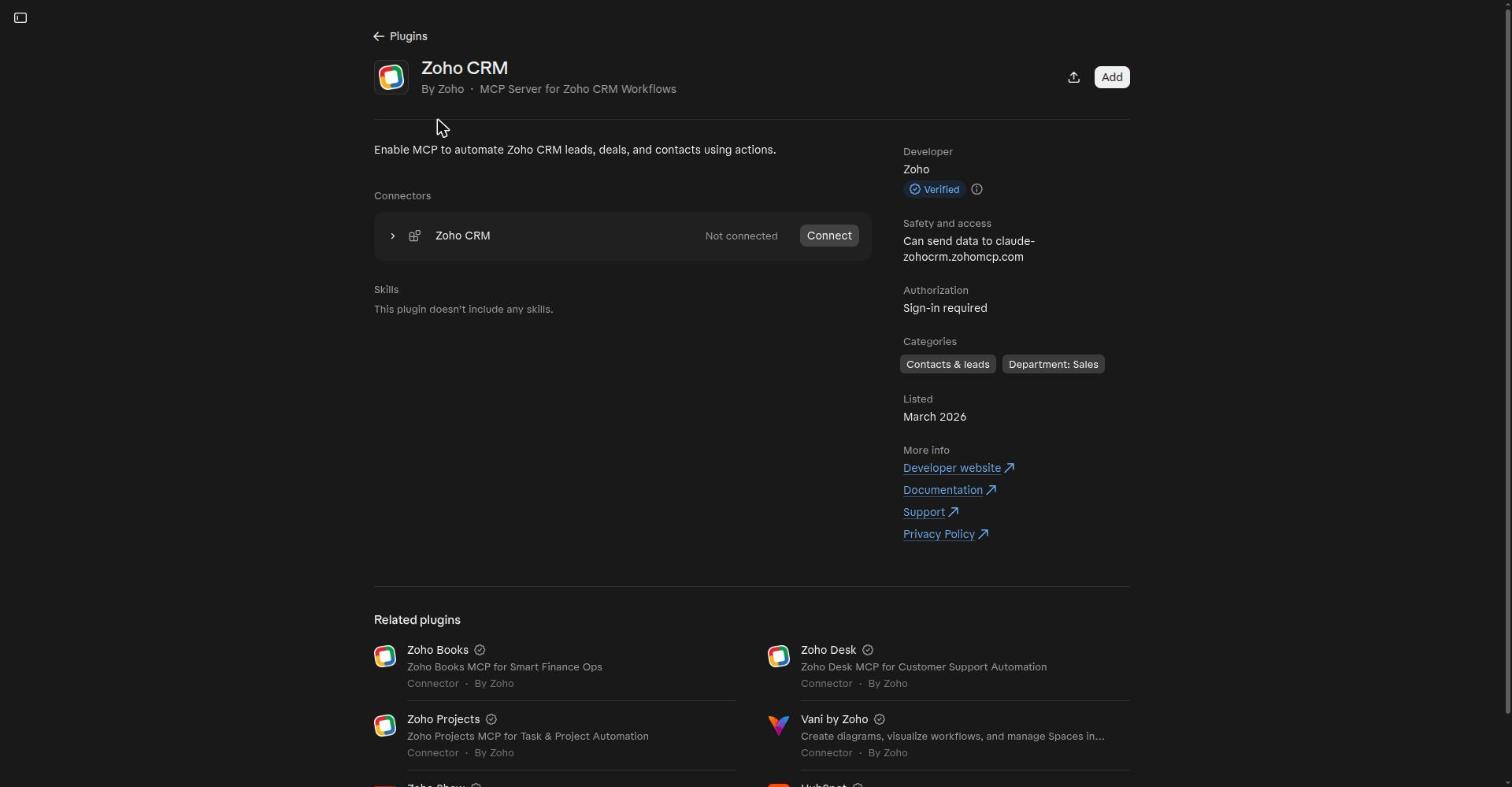 Plugins
Zoho CRM
By Zoho · MCP Server for Zoho CRM Workflows
Add
Enable MCP to automate Zoho CRM leads, deals, and contacts using actions.
Connectors
Zoho CRM
Not connected
Connect
Skills
This plugin doesn't include any skills.
Developer
Zoho
Verified
Safety and access
Can send data to claude-
zohocrm.zohomcp.com
Authorization
Sign-in required
Categories
Contacts & leads
Department: Sales
Listed
March 2026
More info
Developer website
Documentation
Support
Privacy Policy
Related plugins
Zoho Books
Zoho Books MCP for Smart Finance Ops
Connector · By Zoho
Zoho Desk
Zoho Desk MCP for Customer Support Automation
Connector · By Zoho
Zoho Projects
Zoho Projects MCP for Task & Project Automation
Connector · By Zoho
Vani by Zoho
Create diagrams, visualize workflows, and manage Spaces in...
Connector · By Zoho
Zoho Show
HubSpot